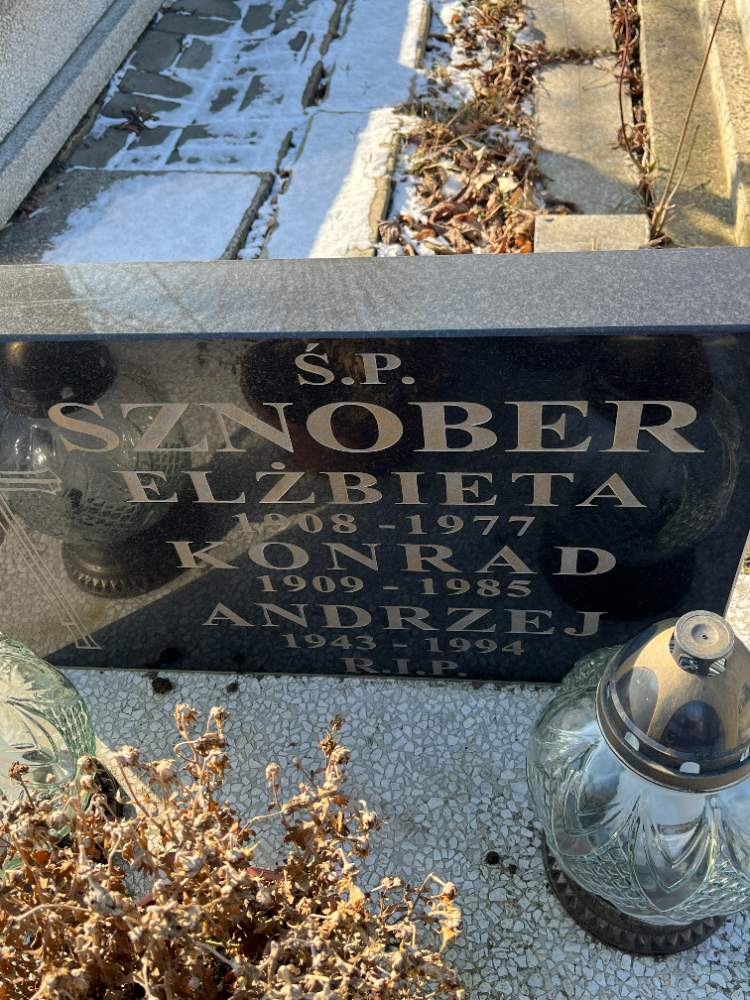 Ś.P.
SZNOBER
ELŻBIETA
1908 - 1977
KONRAD
1909 - 1985
ANDRZEJ
1943 - 1994
R.I.P.